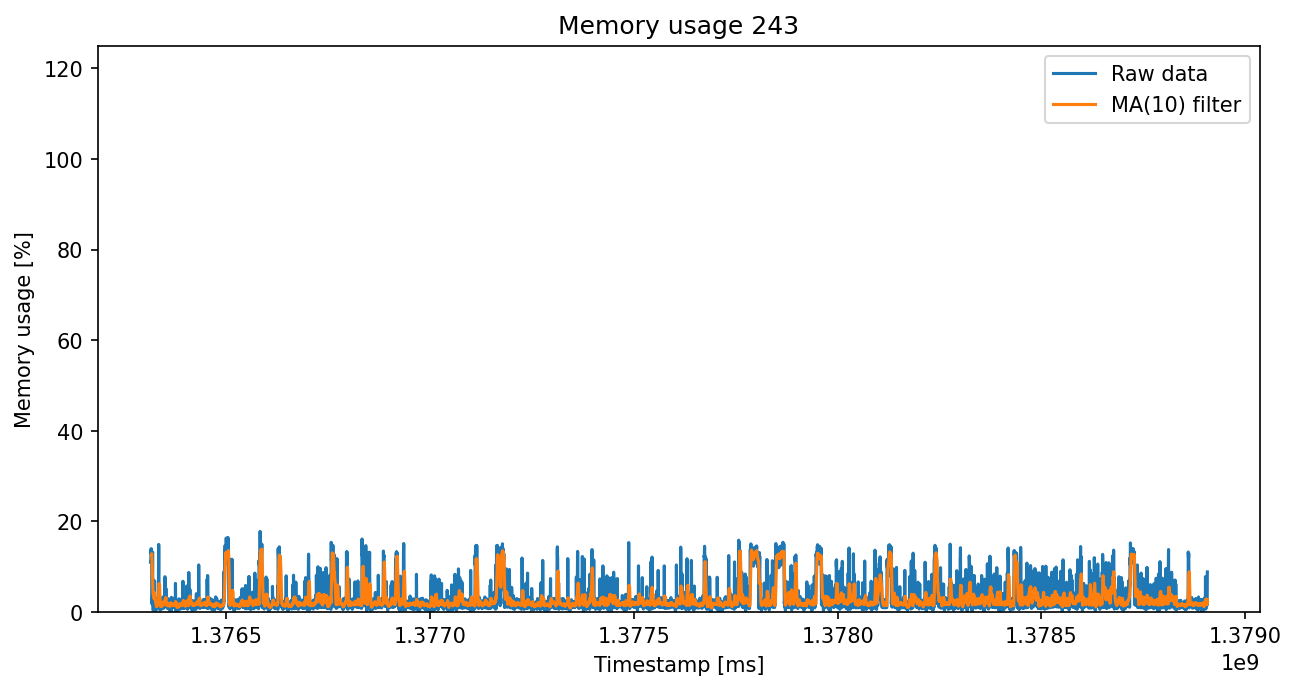 Memory usage 243
Raw data
MA(10) filter
Memory usage [%]
120
100
80
60
40
20
0
1.3765 1.3770 1.3775 1.3780 1.3785 1.3790
1e9
Timestamp [ms]